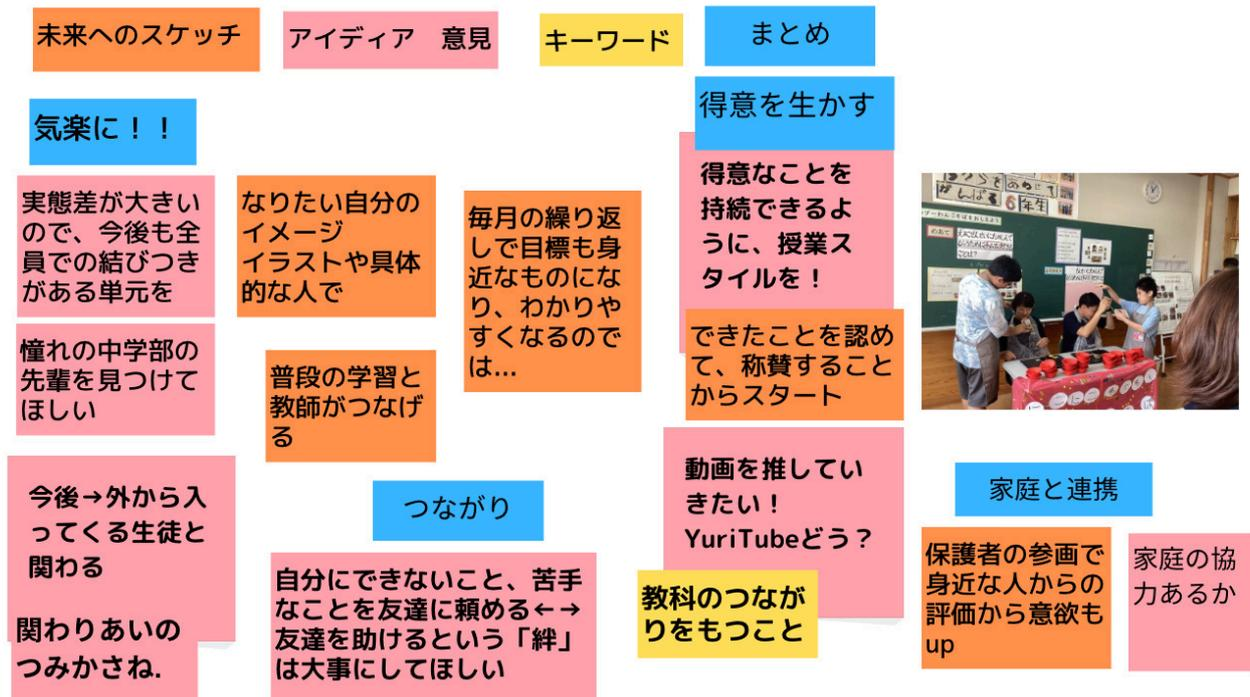 未来へのスケッチ
アイディア　意見
キーワード
まとめ
気楽に！！
実態差が大きい
ので、今後も全
員での結びつき
がある単元を
憧れの中学部の
先輩を見つけて
ほしい
今後→外から入
ってくる生徒と
関わる
関わりあいの
つみかさね.
なりたい自分の
イメージ
イラストや具体
的な人で
普段の学習と
教師がつなげ
る
毎月の繰り返
しで目標も身
近なものにな
り、わかりや
すくなるので
は…
つながり
自分にできないこと、苦手
なことを友達に頼める←→
友達を助けるという「絆」
は大事にしてほしい
得意を生かす
得意なことを
持続できるよ
うに、授業ス
タイルを！
できたことを認め
て、称賛すること
からスタート
動画を推してい
きたい！
YuriTubeどう？
教科のつなが
りをもつこと
6年生
めあて
家庭と連携
保護者の参画で
身近な人からの
評価から意欲も
up
家庭の協
力あるか